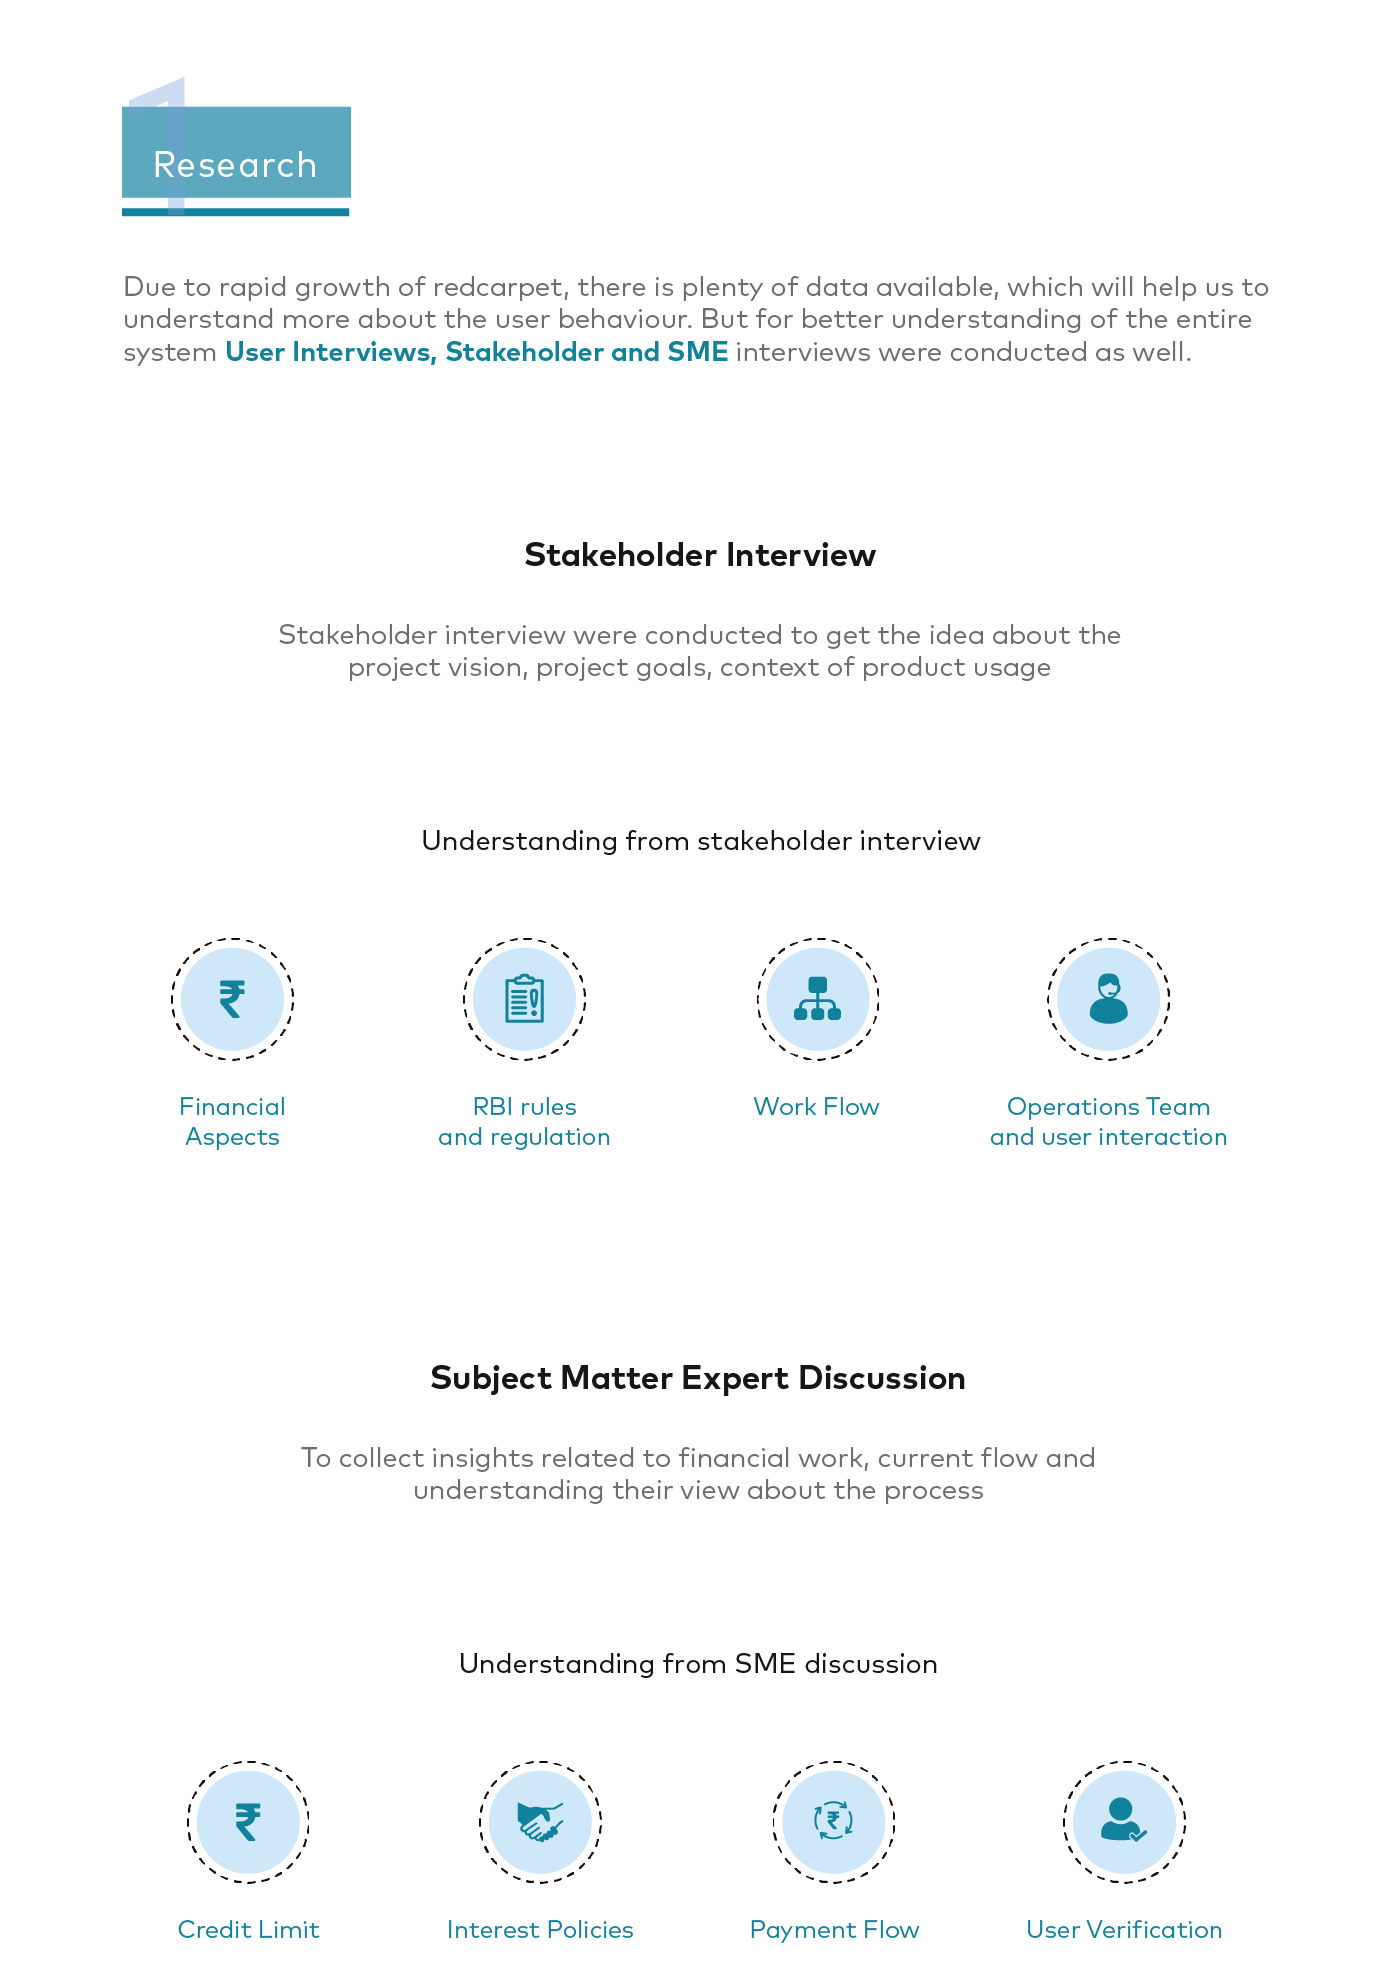 1
Research
Due to rapid growth of redcarpet, there is plenty of data available, which will help us to
understand more about the user behaviour. But for better understanding of the entire
system User Interviews, Stakeholder and SME interviews were conducted as well.
Stakeholder Interview
Stakeholder interview were conducted to get the idea about the
project vision, project goals, context of product usage
Understanding from stakeholder interview
₹
Financial
Aspects
RBI rules
and regulation
Work Flow
Operations Team
and user interaction
Subject Matter Expert Discussion
To collect insights related to financial work, current flow and
understanding their view about the process
Understanding from SME discussion
₹
₹
Credit Limit
Interest Policies
Payment Flow
User Verification